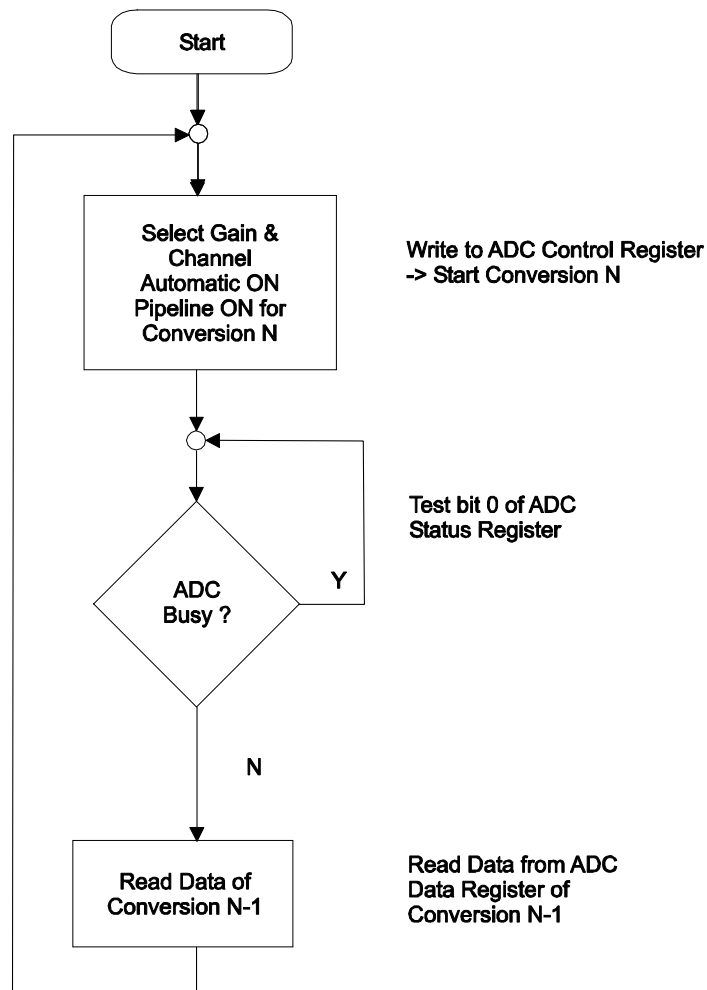 Start
Select Gain &
Channel
Automatic ON
Pipeline ON for
Conversion N
Write to ADC Control Register
-> Start Conversion N
Test bit 0 of ADC
Status Register
ADC
Busy ?
Y
N
Read Data of
Conversion N-1
Read Data from ADC
Data Register of
Conversion N-1